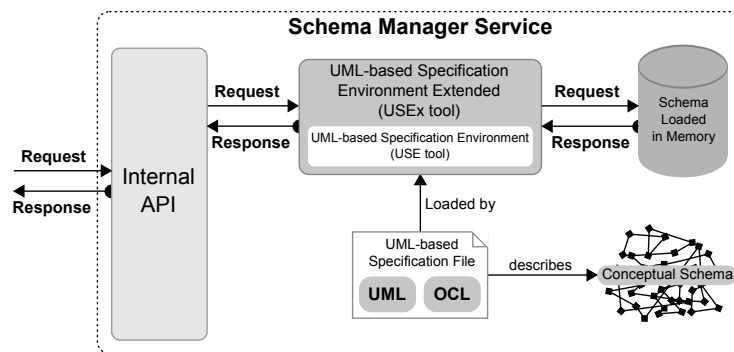 Schema Manager Service
Request
Response
Internal
API
Request
Response
UML-based Specification
Environment Extended
(USEx tool)
UML-based Specification Environment
(USE tool)
Request
Response
Schema
Loaded
in Memory
Loaded by
UML-based
Specification File
UML OCL
describes
Conceptual Schema